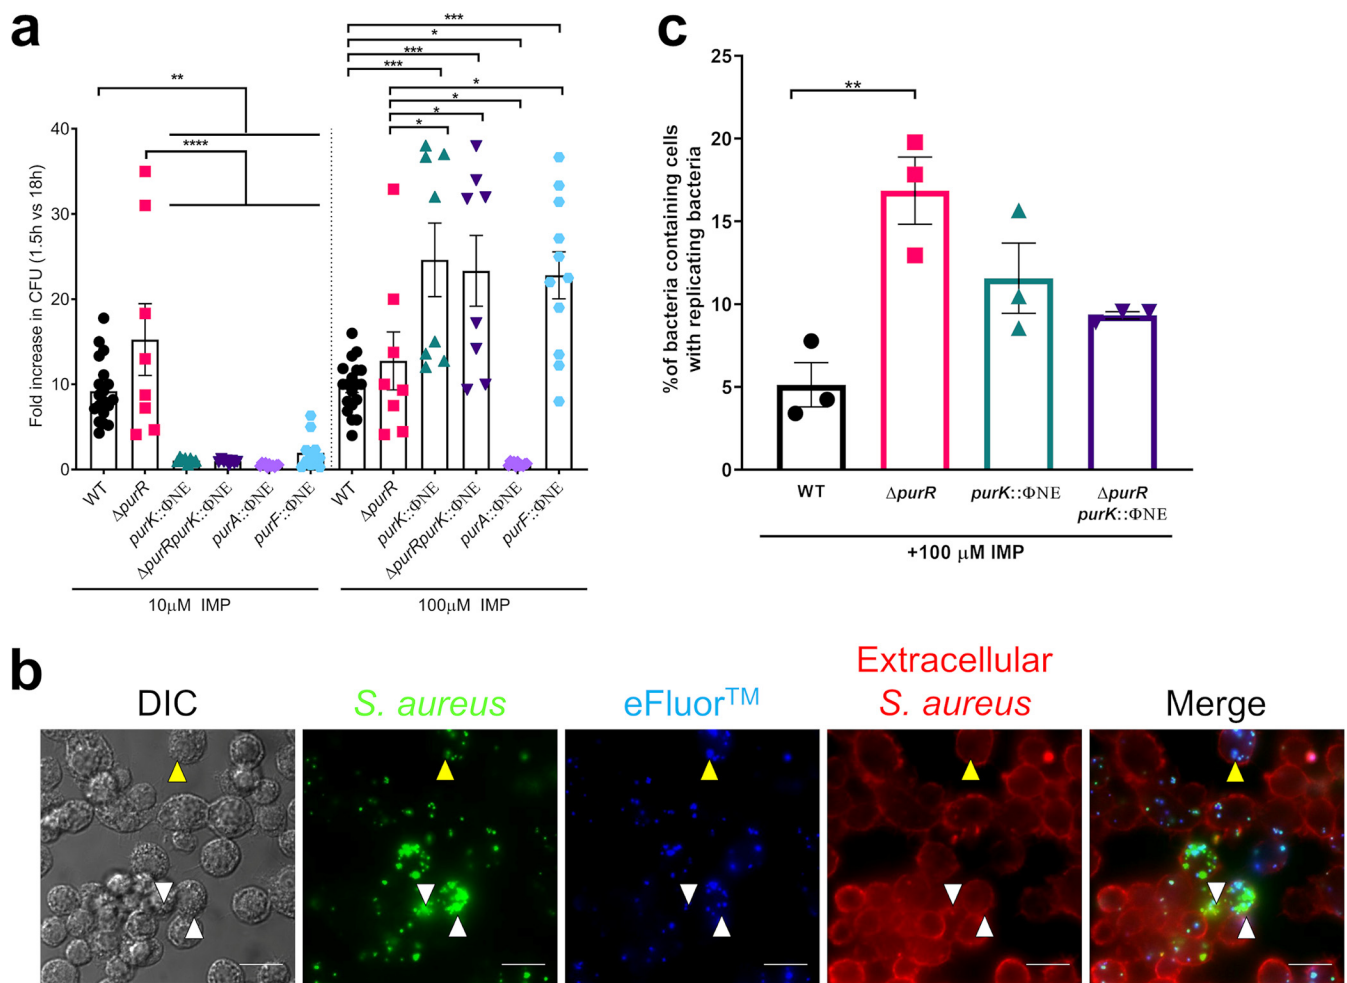 a
Fold increase in CFU (1.5h vs 18h)
40
30
20
10
0
**
****
***
*
***
***
*
*
*
*
WT
ΔpurR
purK::ΦNE
ΔpurRpurK::ΦNE
purA::ΦNE
purF::ΦNE
WT
ΔpurR
purK::ΦNE
ΔpurRpurK::ΦNE
purA::ΦNE
purF::ΦNE
10μM IMP
100μM IMP
c
%of bacteria containing cells
with replicating bacteria
25
20
15
10
5
0
**
WT
ΔpurR
purK::ΦNE
ΔpurR
purK::ΦNE
+100 μM IMP
b
DIC
S. aureus
eFluor™
Extracellular
S. aureus
Merge